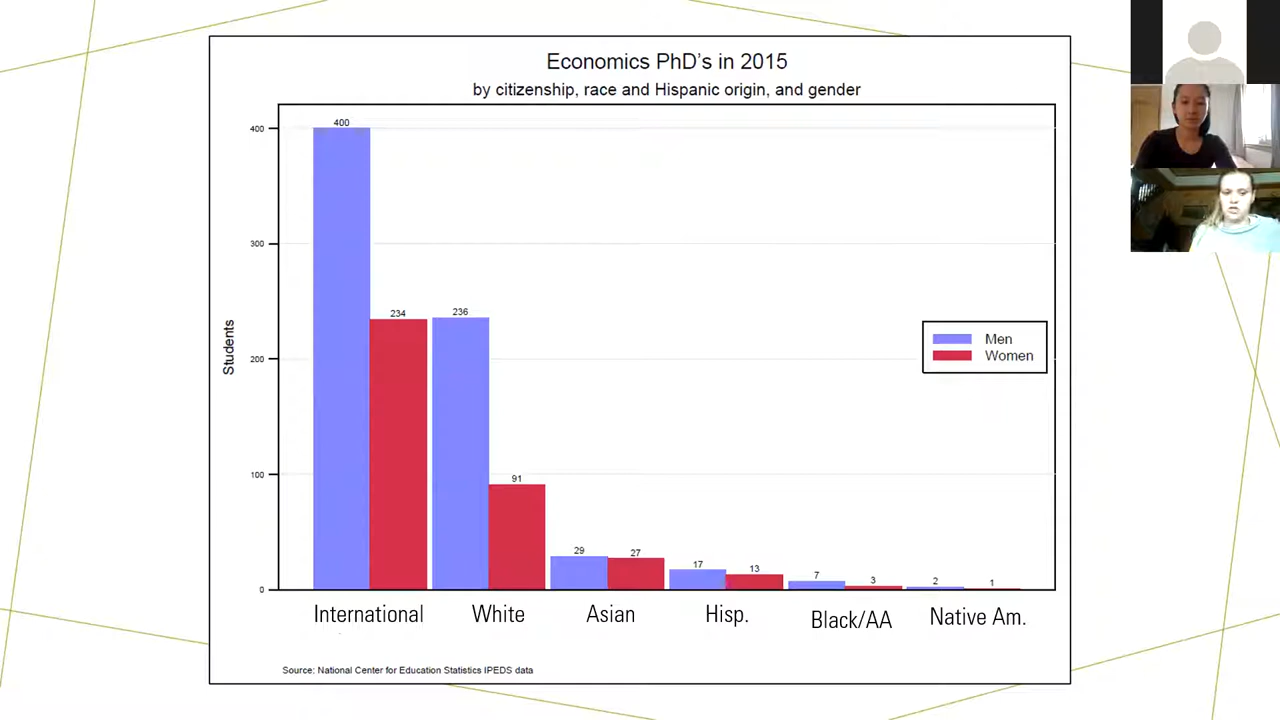 Economics PhD's in 2015
by citizenship, race and Hispanic origin, and gender
Students
400
300
200
100
0
400
234
236
91
29
27
17
13
7
3
2
1
Men
Women
International
White
Asian
Hisp.
Black/AA
Native Am.
Source: National Center for Education Statistics IPEDS data